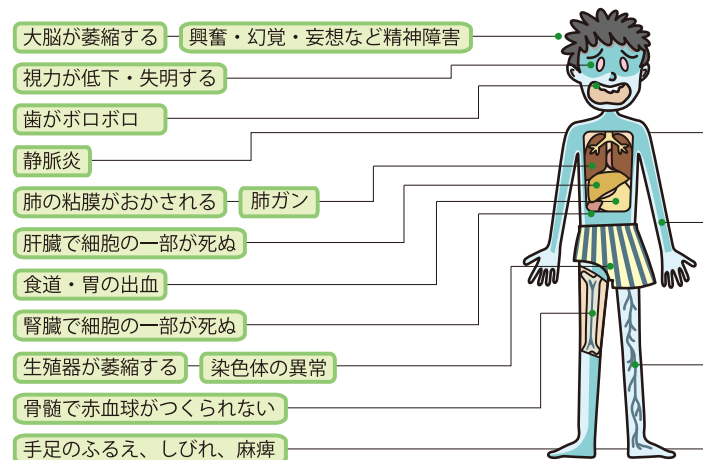 大脳が萎縮する 興奮・幻覚・妄想など精神障害
視力が低下・失明する
歯がボロボロ
静脈炎
肺の粘膜がおかされる 肺ガン
肝臓で細胞の一部が死ぬ
食道・胃の出血
腎臓で細胞の一部が死ぬ
生殖器が萎縮する 染色体の異常
骨髄で赤血球がつくられない
手足のふるえ、しびれ、麻痺